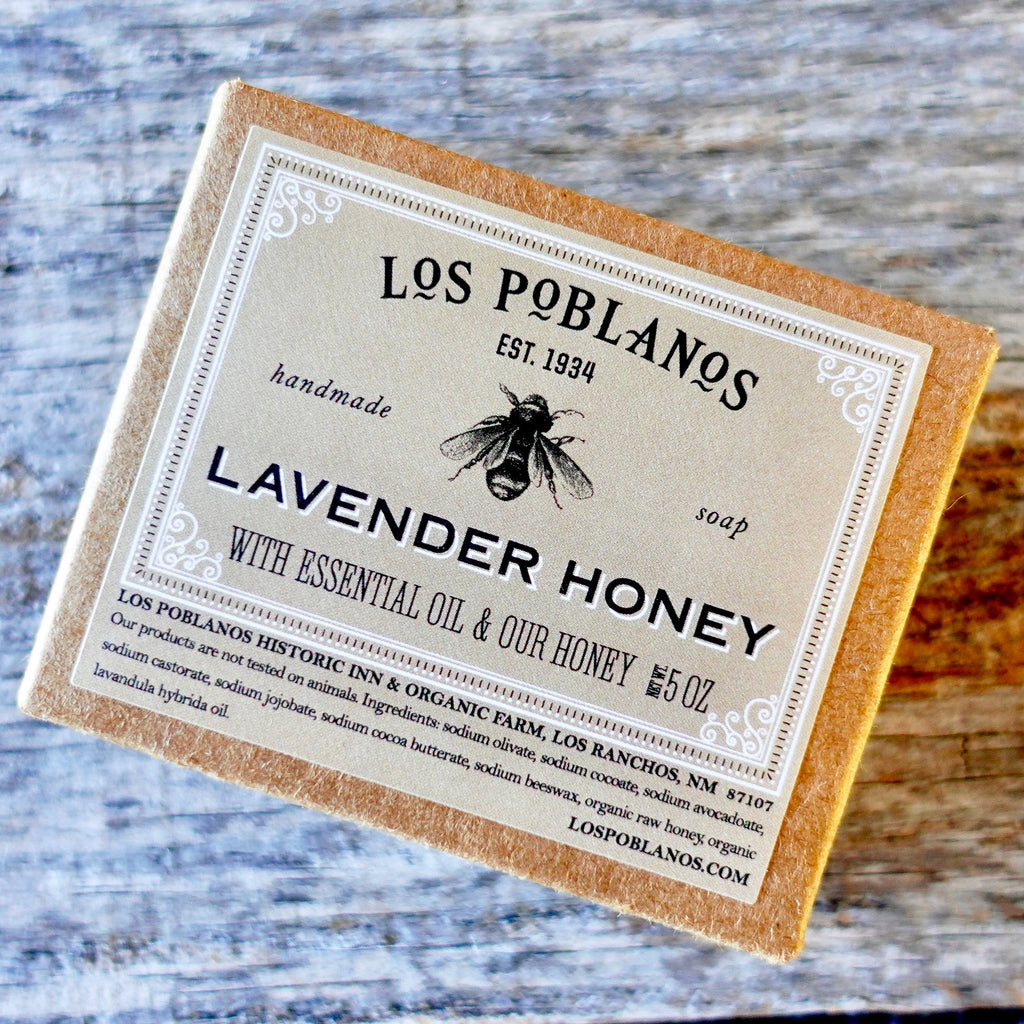 LOS POBLANOS
EST. 1934
handmade
soap
LAVENDER HONEY
WITH ESSENTIAL OIL & OUR HONEY NET WT. 5 OZ
LOS POBLANOS HISTORIC INN & ORGANIC FARM, LOS RANCHOS, NM 87107
Our products are not tested on animals. Ingredients: sodium olivate, sodium cocoate, sodium avocadoate,
sodium castorate, sodium jojobate, sodium cocoa butterate, sodium beeswax, organic raw honey, organic
lavandula hybrida oil.
LOSPOBLANOS.COM